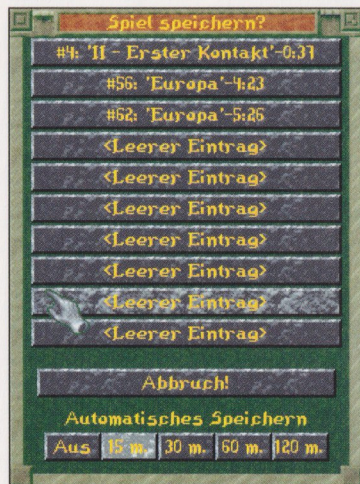 Spiel speichern?
#4: 'II - Erster Kontakt'-0:37
#56: 'Europa'-4:23
#62: 'Europa'-5:26
<Leerer Eintrag>
<Leerer Eintrag>
<Leerer Eintrag>
<Leerer Eintrag>
<Leerer Eintrag>
<Leerer Eintrag>
<Leerer Eintrag>
Abbruch!
Automatisches Speichern
Aus 15 m. 30 m. 60 m. 120 m.